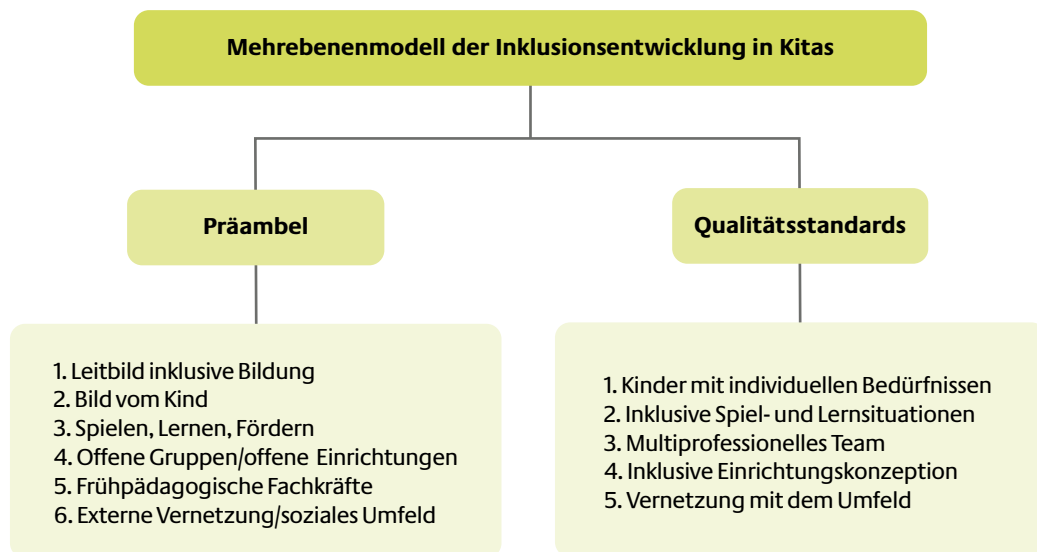 Mehrebenenmodell der Inklusionsentwicklung in Kitas
Präambel
1. Leitbild inklusive Bildung
2. Bild vom Kind
3. Spielen, Lernen, Fördern
4. Offene Gruppen/offene Einrichtungen
5. Frühpädagogische Fachkräfte
6. Externe Vernetzung/soziales Umfeld
Qualitätsstandards
1. Kinder mit individuellen Bedürfnissen
2. Inklusive Spiel- und Lernsituationen
3. Multiprofessionelles Team
4. Inklusive Einrichtungskonzeption
5. Vernetzung mit dem Umfeld